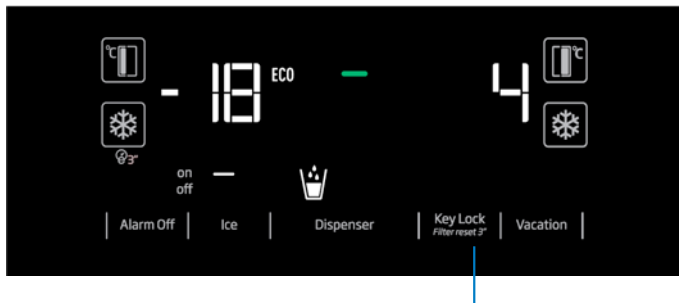 °C
°C
-18 ECO
4
3"
on
off
Alarm Off
Ice
Dispenser
Key Lock
Filter reset 3"
Vacation